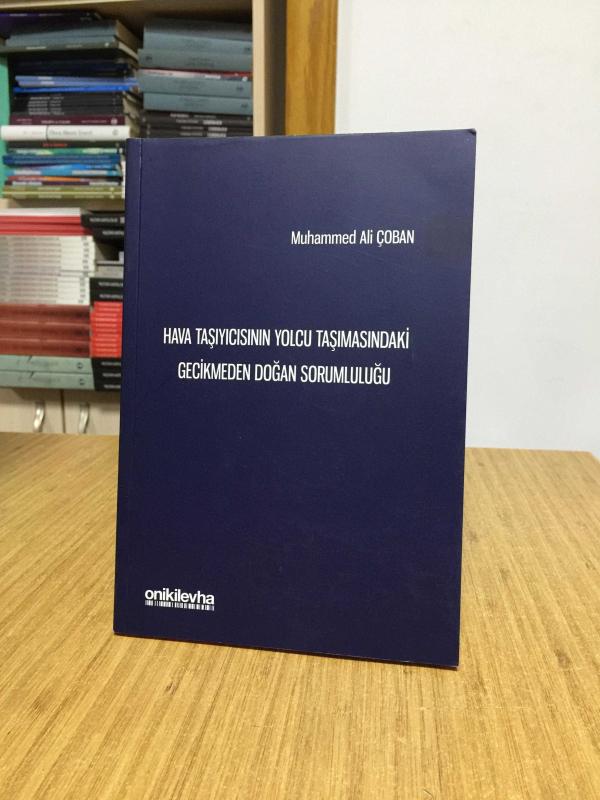 Muhammed Ali ÇOBAN
HAVA TAŞIYICISININ YOLCU TAŞIMASINDAKİ
GECİKMEDEN DOĞAN SORUMLULUĞU
onikilevha